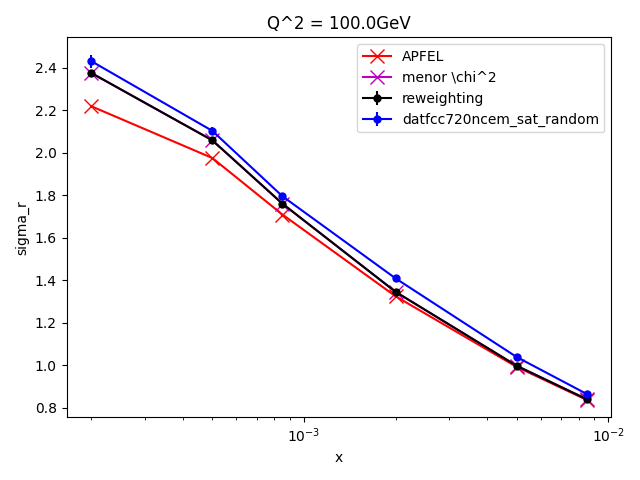 Q^2 = 100.0GeV
APFEL
menor \chi^2
reweighting
datfcc720ncem_sat_random
sigma_r
2.4
2.2
2.0
1.8
1.6
1.4
1.2
1.0
0.8
10^{-3}
10^{-2}
x